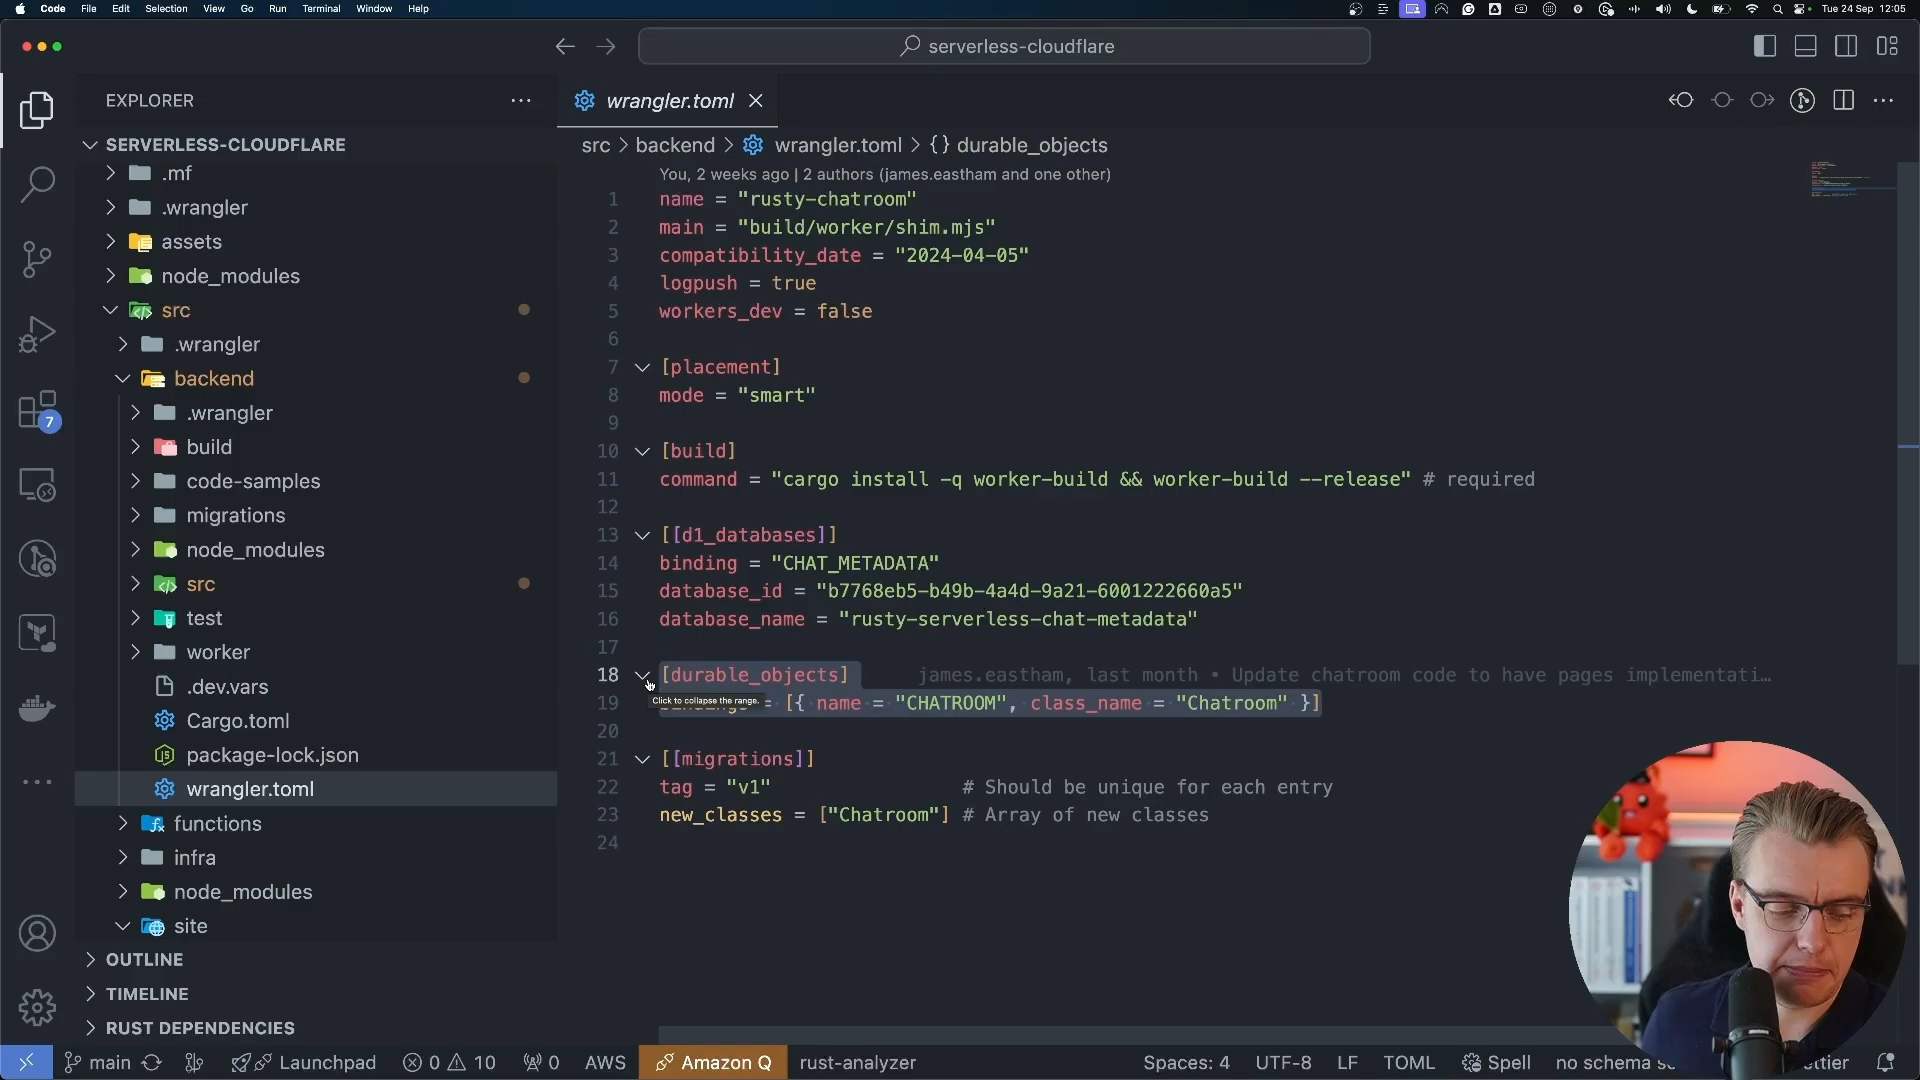 Code File Edit Selection View Go Run Terminal Window Help
Tue 24 Sep 12:05
serverless-cloudflare
EXPLORER
SERVERLESS-CLOUDFLARE
.mf
.wrangler
assets
node_modules
src
.wrangler
backend
.wrangler
build
code-samples
migrations
node_modules
src
test
worker
.dev.vars
Cargo.toml
package-lock.json
wrangler.toml
functions
infra
node_modules
site
OUTLINE
TIMELINE
RUST DEPENDENCIES
7
wrangler.toml
src > backend > wrangler.toml > {} durable_objects
You, 2 weeks ago | 2 authors (james.eastham and one other)
1 name = "rusty-chatroom"
2 main = "build/worker/shim.mjs"
3 compatibility_date = "2024-04-05"
4 logpush = true
5 workers_dev = false
6
7 [placement]
8 mode = "smart"
9
10 [build]
11 command = "cargo install -q worker-build && worker-build --release" # required
12
13 [[d1_databases]]
14 binding = "CHAT_METADATA"
15 database_id = "b7768eb5-b49b-4a4d-9a21-6001222660a5"
16 database_name = "rusty-serverless-chat-metadata"
17
18 [durable_objects] james.eastham, last month • Update chatroom code to have pages implementati…
Click to collapse the range.
19 bindings = [{ name = "CHATROOM", class_name = "Chatroom" }]
20
21 [[migrations]]
22 tag = "v1" # Should be unique for each entry
23 new_classes = ["Chatroom"] # Array of new classes
24
main Launchpad 0 10 0 AWS Amazon Q rust-analyzer Spaces: 4 UTF-8 LF TOML Spell no schema se ettier